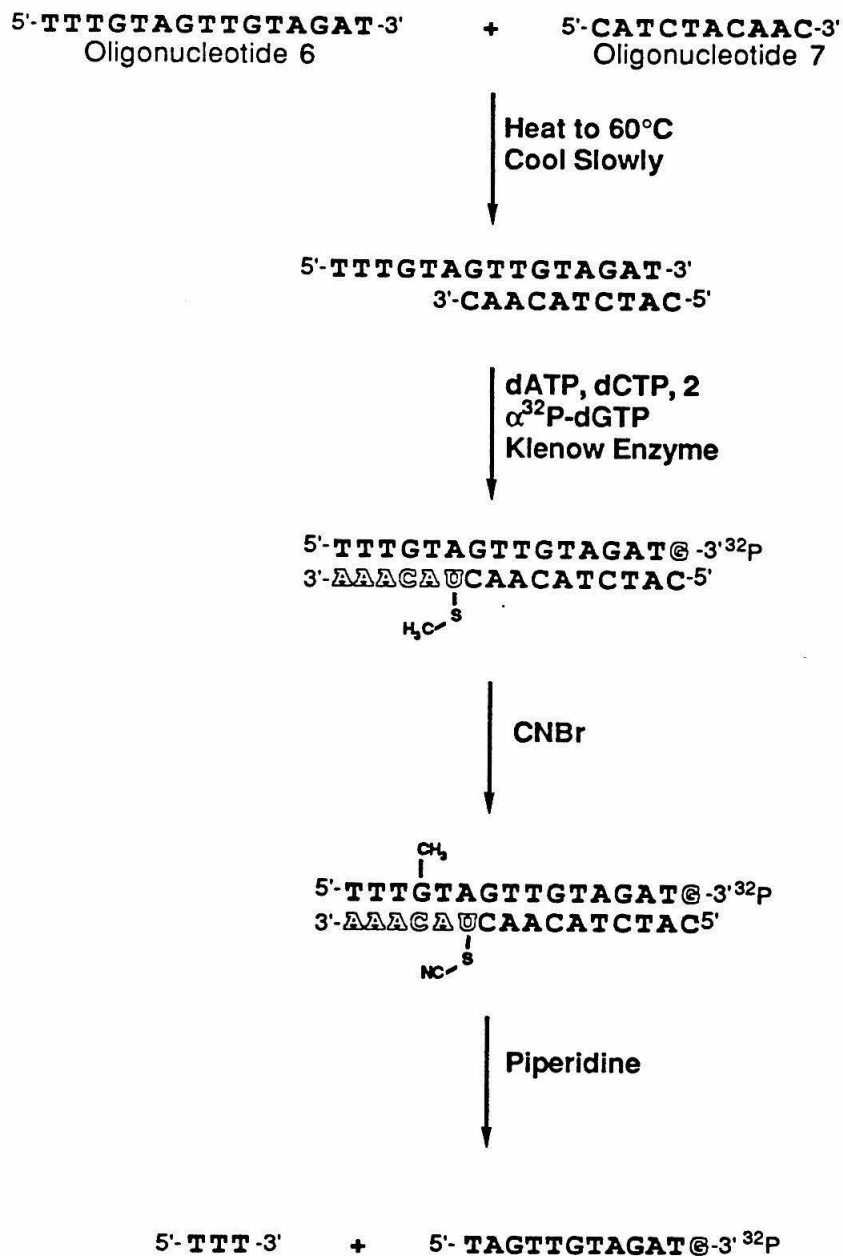 5'-TTTGTAGTTGTAGAT-3' + 5'-CATCTACAAC-3'
Oligonucleotide 6 Oligonucleotide 7
Heat to 60°C
Cool Slowly
5'-TTTGTAGTTGTAGAT-3'
3'-CAACATCTAC-5'
dATP, dCTP, 2
α³²P-dGTP
Klenow Enzyme
5'-TTTGTAGTTGTAGATG-3'³²P
3'-AAACAUCAACATCTAC-5'
S
H₃C
CNBr
CH₃
5'-TTTGTAGTTGTAGATG-3'³²P
3'-AAACAUCAACATCTAC5'
S
NC
Piperidine
5'-TTT-3' + 5'-TAGTTGTAGATG-3' ³²P